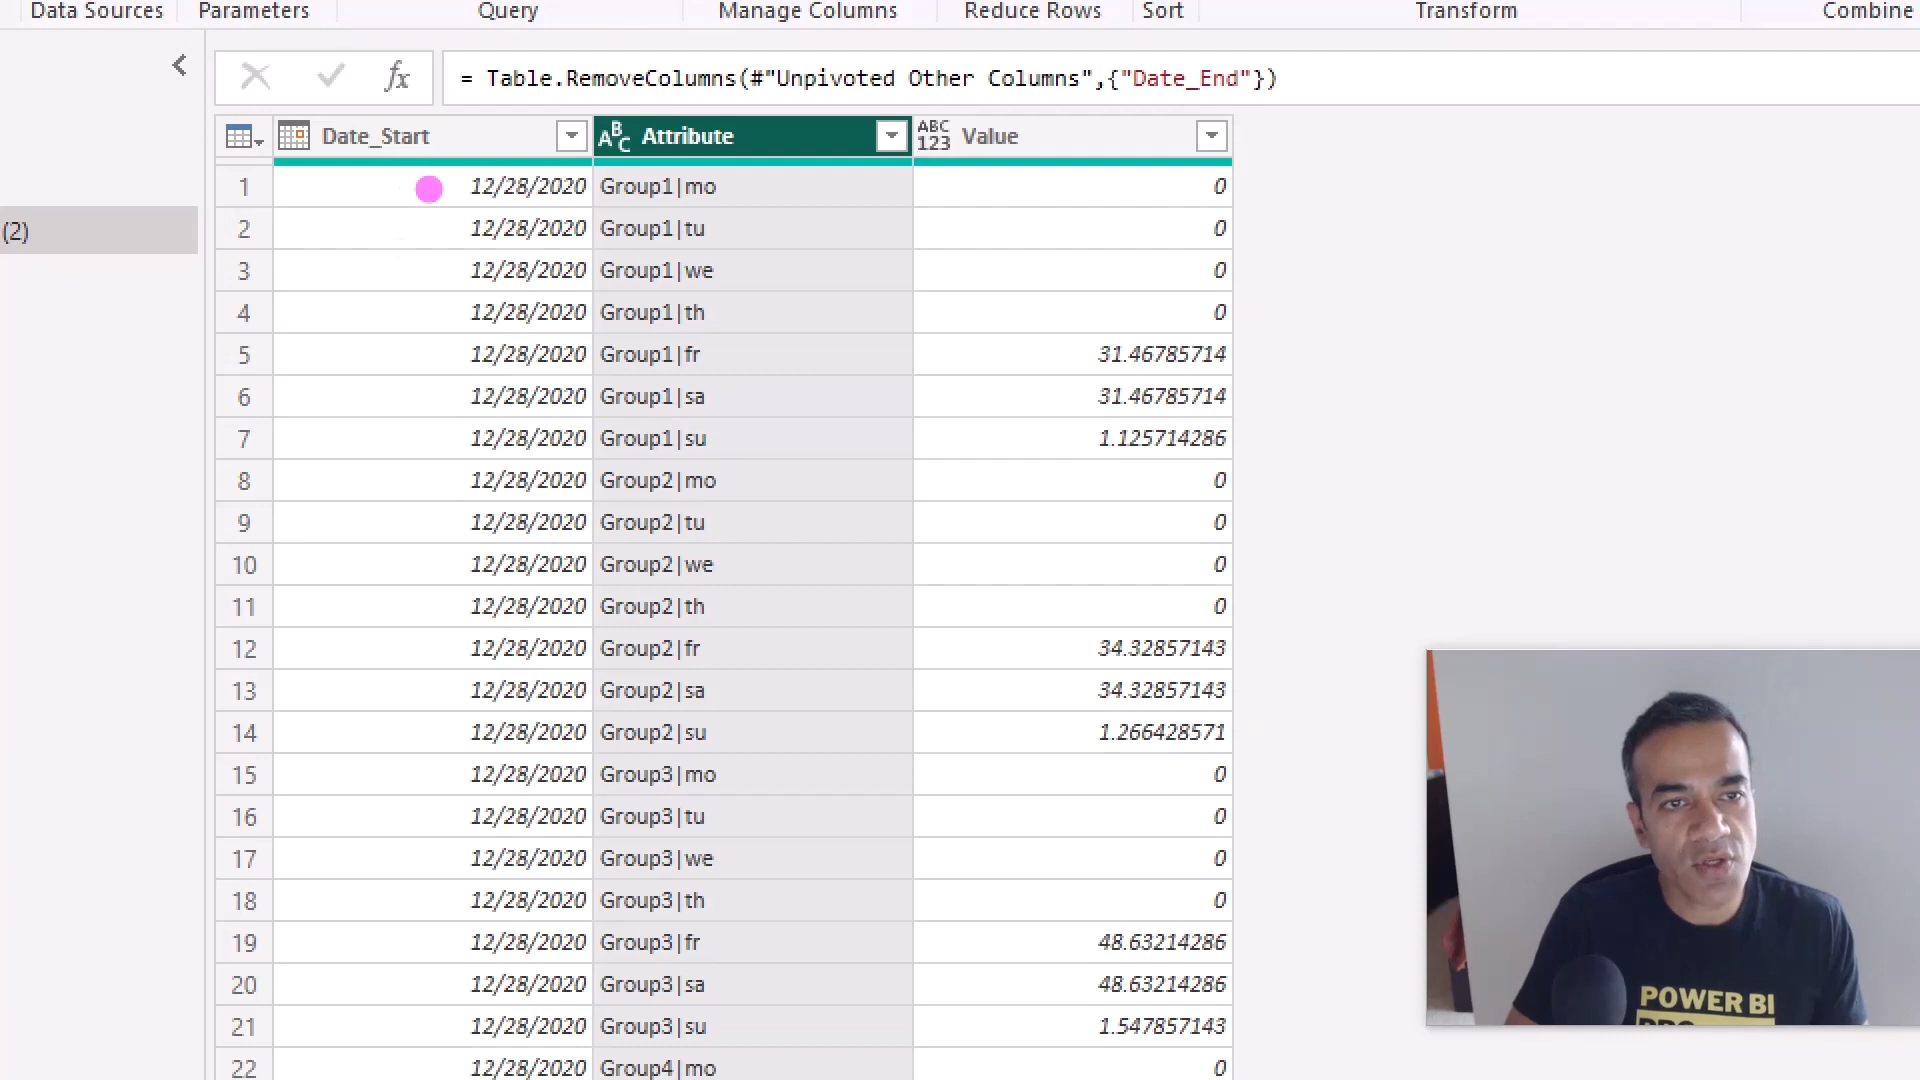 Data Sources Parameters Query Manage Columns Reduce Rows Sort Transform Combine
fx = Table.RemoveColumns(#"Unpivoted Other Columns",{"Date_End"})
Date_Start ABC Attribute ABC 123 Value
1 12/28/2020 Group1|mo 0
(2)
2 12/28/2020 Group1|tu 0
3 12/28/2020 Group1|we 0
4 12/28/2020 Group1|th 0
5 12/28/2020 Group1|fr 31.46785714
6 12/28/2020 Group1|sa 31.46785714
7 12/28/2020 Group1|su 1.125714286
8 12/28/2020 Group2|mo 0
9 12/28/2020 Group2|tu 0
10 12/28/2020 Group2|we 0
11 12/28/2020 Group2|th 0
12 12/28/2020 Group2|fr 34.32857143
13 12/28/2020 Group2|sa 34.32857143
14 12/28/2020 Group2|su 1.266428571
15 12/28/2020 Group3|mo 0
16 12/28/2020 Group3|tu 0
17 12/28/2020 Group3|we 0
18 12/28/2020 Group3|th 0
19 12/28/2020 Group3|fr 48.63214286
20 12/28/2020 Group3|sa 48.63214286
21 12/28/2020 Group3|su 1.547857143
22 12/28/2020 Group4|mo 0
POWER BI